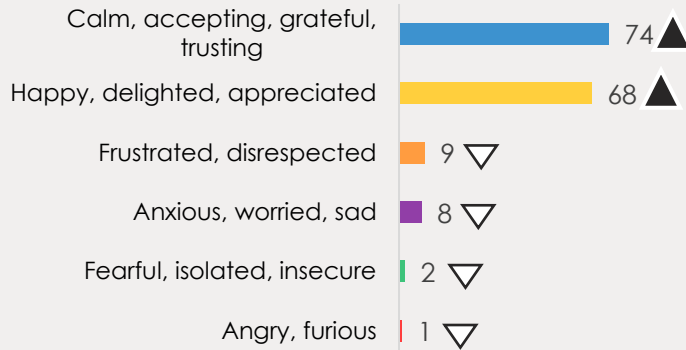 Calm, accepting, grateful,
trusting
74
Happy, delighted, appreciated
68
Frustrated, disrespected
9
Anxious, worried, sad
8
Fearful, isolated, insecure
2
Angry, furious
1